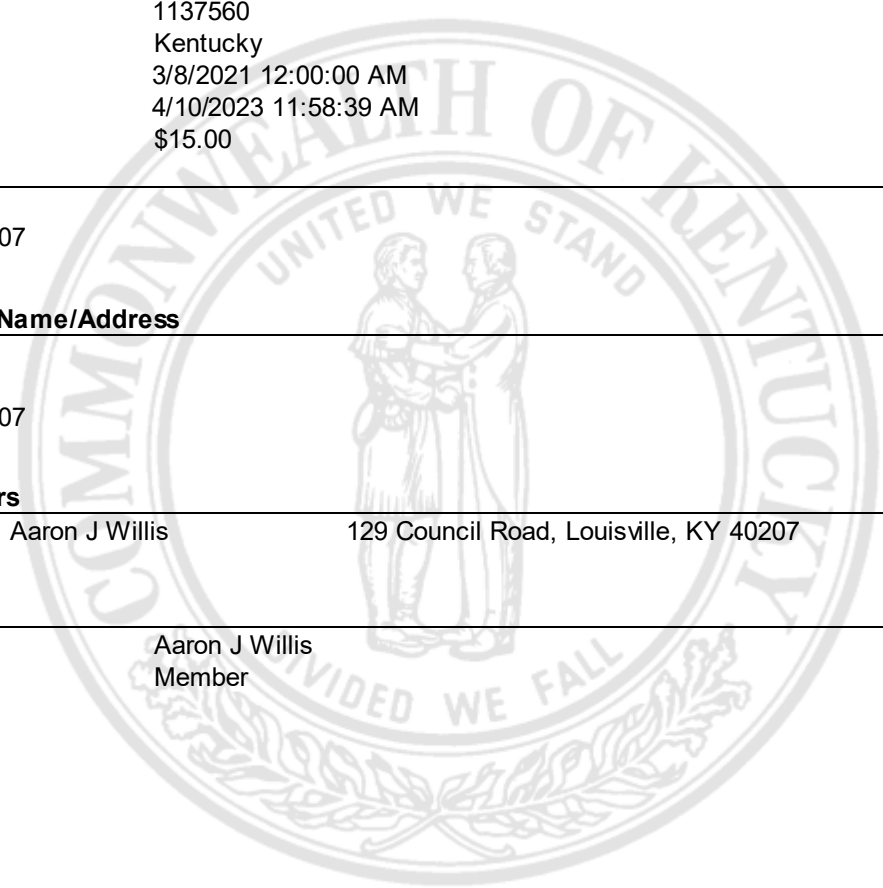 1137560
Kentucky
3/8/2021 12:00:00 AM
4/10/2023 11:58:39 AM
$15.00
07
Name/Address
07
rs
Aaron J Willis 129 Council Road, Louisville, KY 40207
Aaron J Willis
Member
COMMONWEALTH OF KENTUCKY
UNITED WE STAND
DIVIDED WE FALL